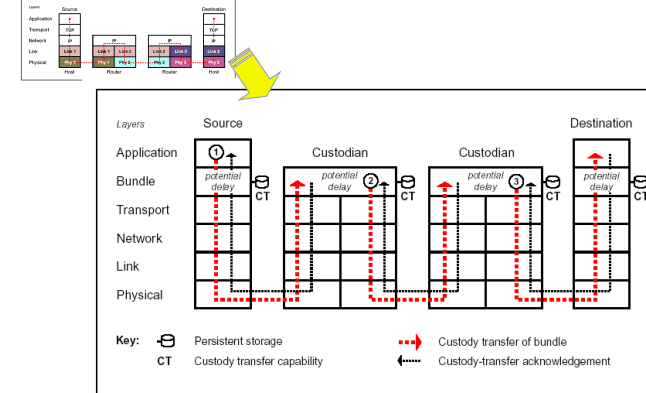 Layers Source Destination
Application
Transport TCP TCP
Network IP IP IP IP
Link Link 1 Link 1 Link 2 Link 2 Link 3 Link 3
Physical Phy 1 Phy 1 Phy 2 Phy 2 Phy 3 Phy 3
Host Router Router Host
Layers Source Destination
Application 1 Custodian Custodian
Bundle potential delay CT potential delay 2 CT potential delay 3 CT potential delay CT
Transport
Network
Link
Physical
Key: Persistent storage Custody transfer of bundle
CT Custody transfer capability Custody-transfer acknowledgement